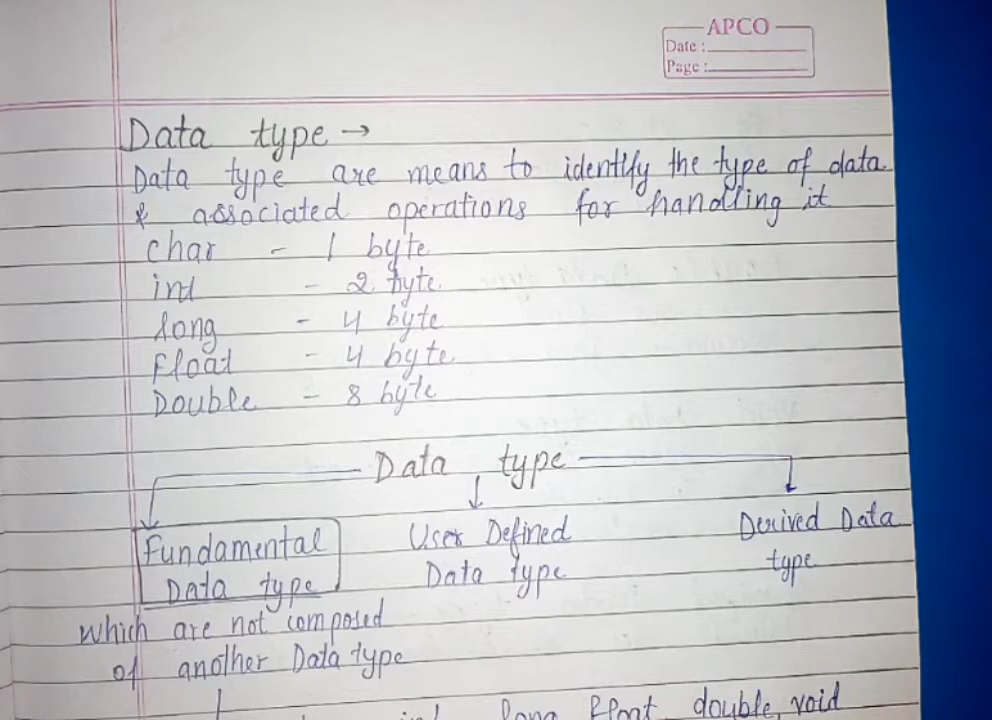 APCO
Date :
Page :
Data type →
Data type are means to identify the type of data
& associated operations for handling it
char - 1 byte
int - 2 byte
long - 4 byte
Float - 4 byte
Double - 8 byte
Data type
Fundamental
Data type
User Defined
Data type
Derived Data
type
which are not composed
of another Data type
long float double, void